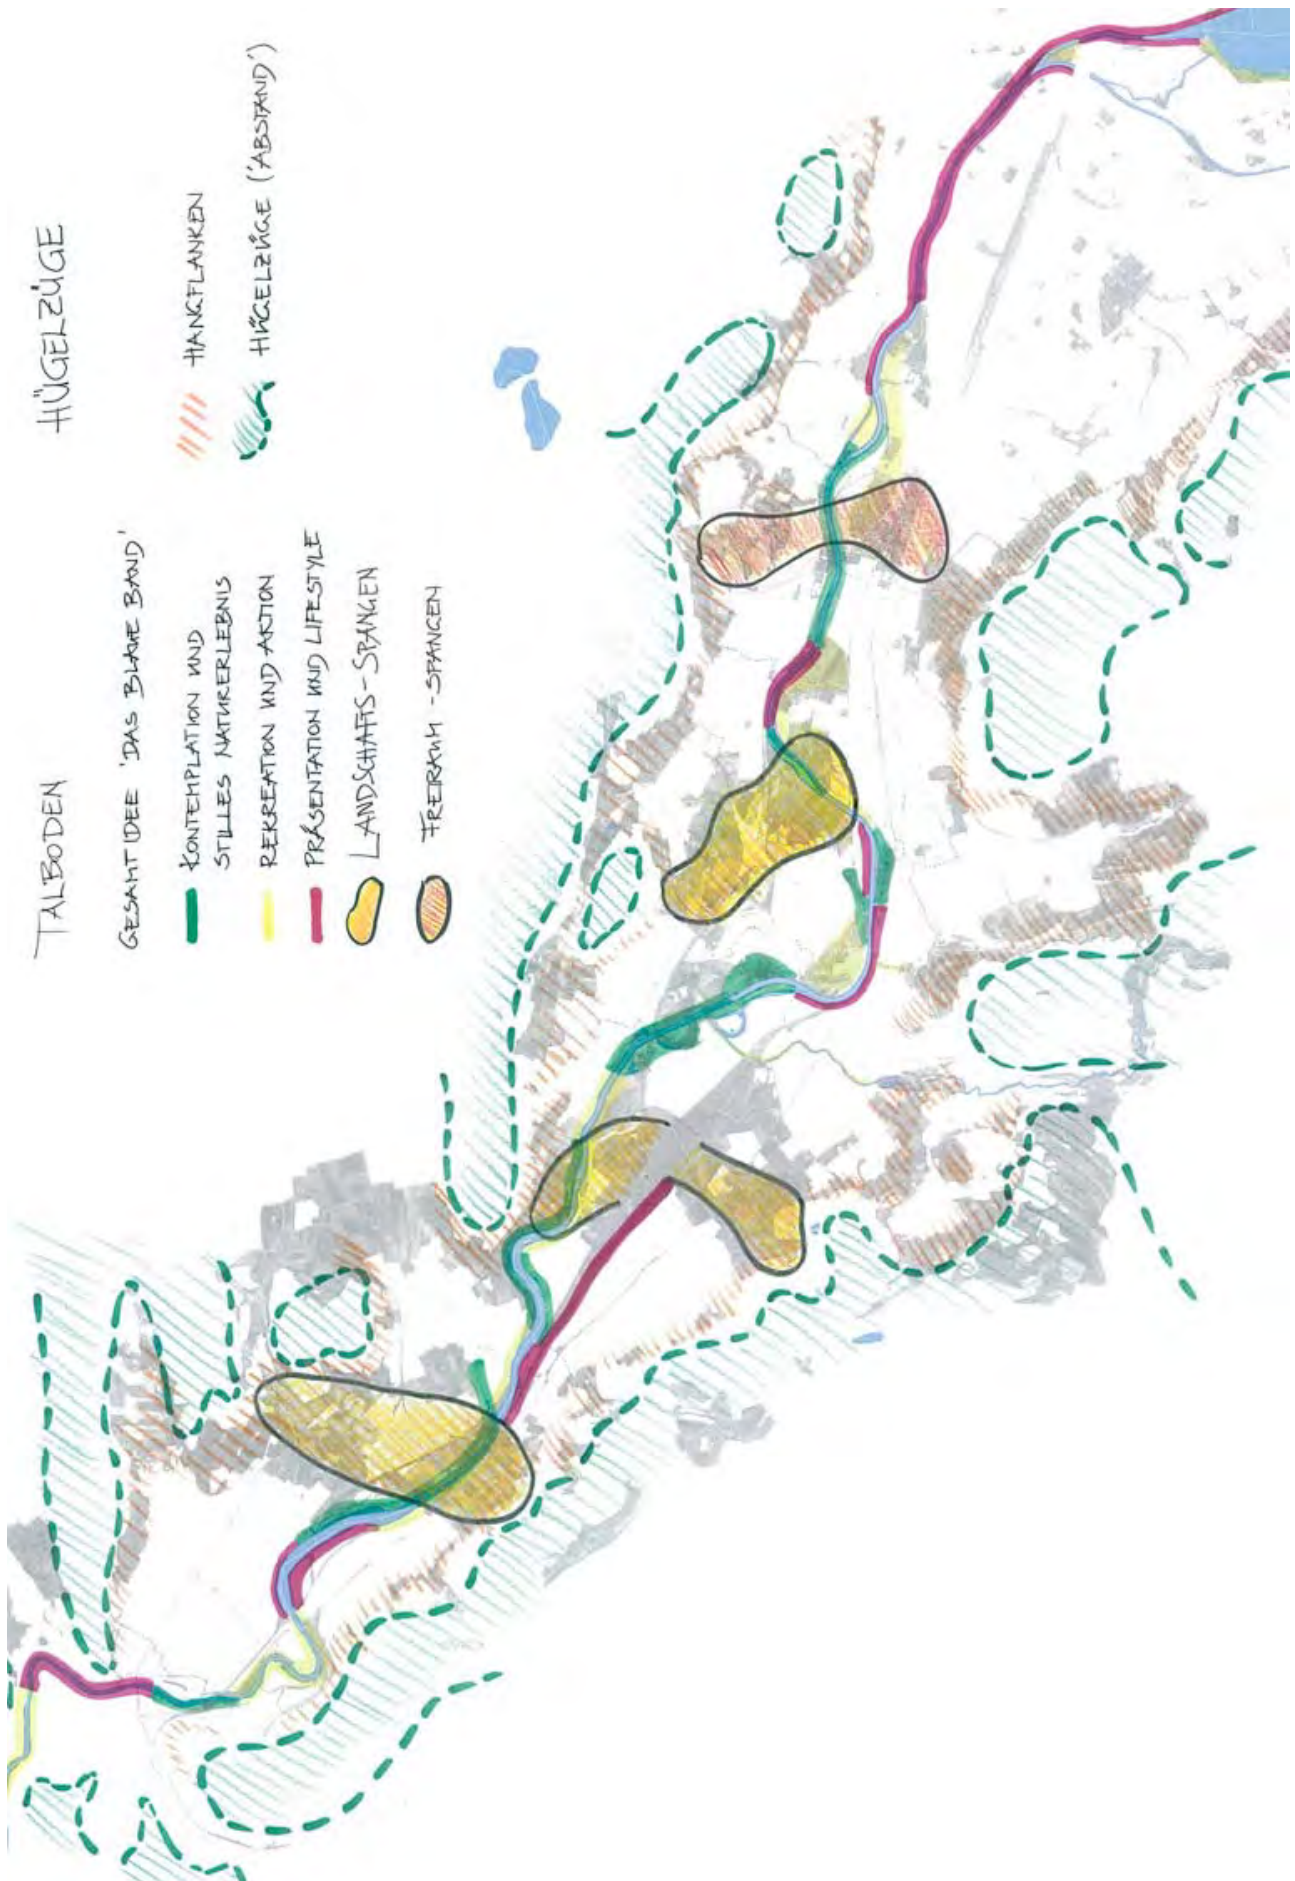 TALBODEN
GESAMTIDEE 'DAS BLAUE BAND'
KONTEMPLATION UND
STILLES NATURERLEBNIS
REKREATION UND AKTION
PRÄSENTATION UND LIFESTYLE
LANDSCHAFTS-SPANGEN
FREIRAUM-SPANGEN
HÜGELZÜGE
HANGFLANKEN
HÜGELZÜGE ('ABSTAND')